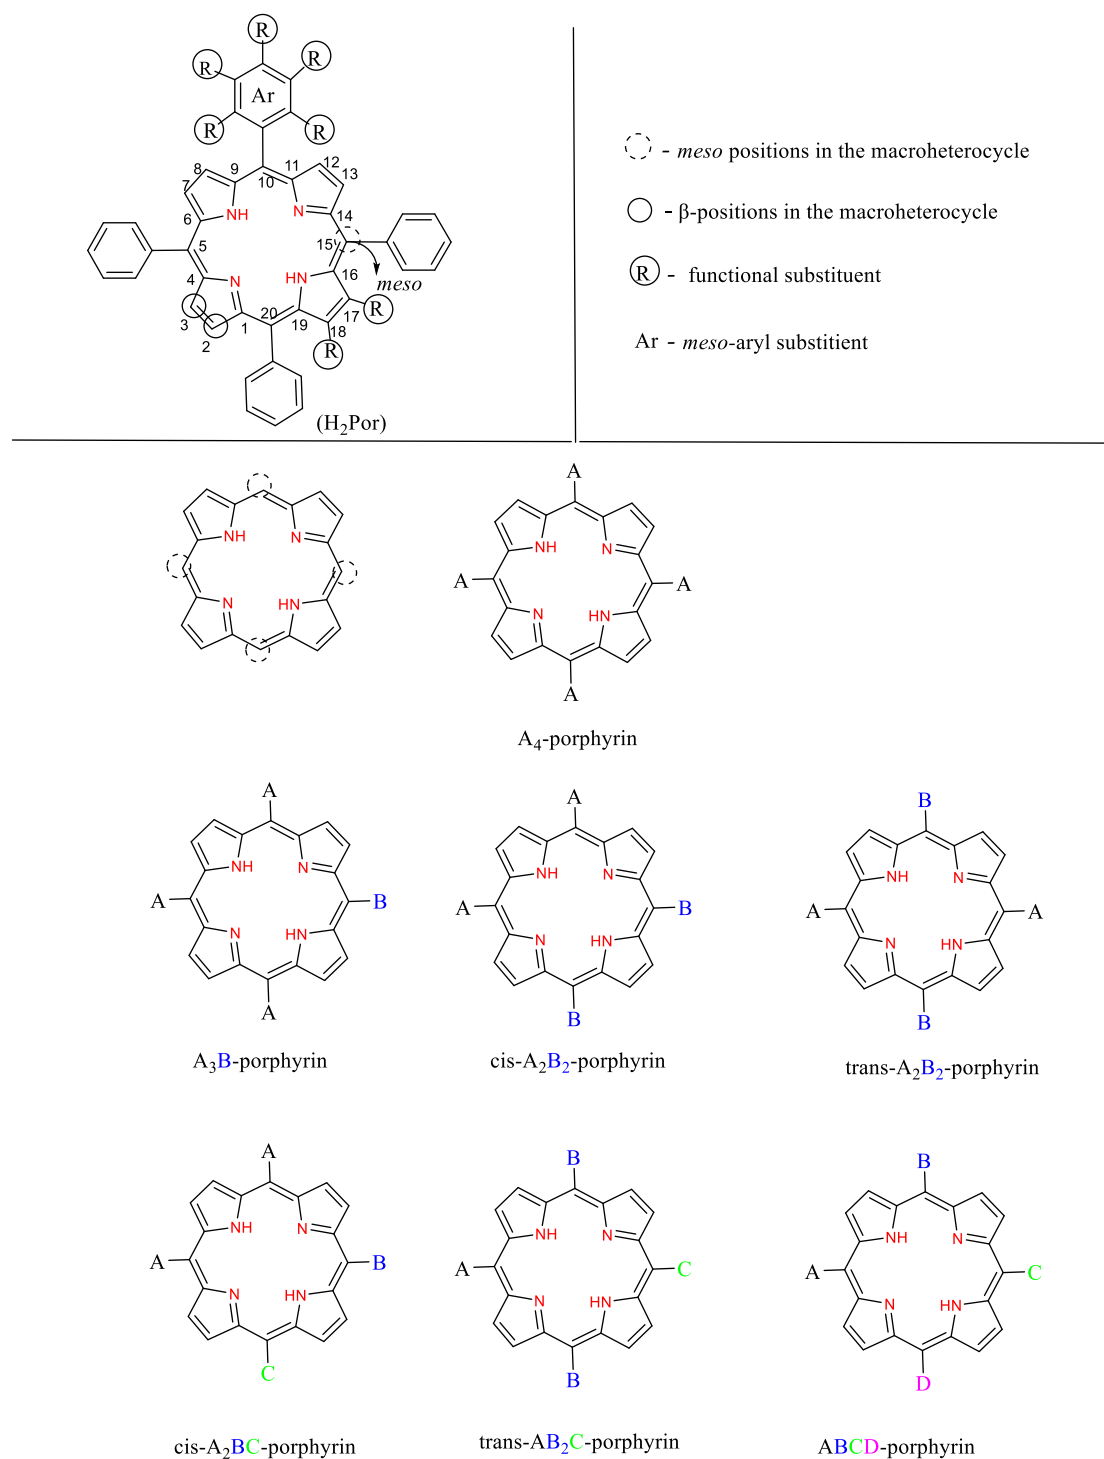 R
R R
Ar
R R
8 9 11 12
10 13
7
NH N
6 14
5 15
4 N HN 16
meso
3 1 20 19 17 R
2 18
R
(H2Por)
- meso positions in the macroheterocycle
- β-positions in the macroheterocycle
R - functional substituent
Ar - meso-aryl substitient
NH N
N HN
A
NH N
A A
N HN
A
A4-porphyrin
A
NH N
A B
N HN
A
A3B-porphyrin
A
NH N
A B
N HN
B
cis-A2B2-porphyrin
B
NH N
A A
N HN
B
trans-A2B2-porphyrin
A
NH N
A B
N HN
C
cis-A2BC-porphyrin
B
NH N
A C
N HN
B
trans-AB2C-porphyrin
B
NH N
A C
N HN
D
ABCD-porphyrin